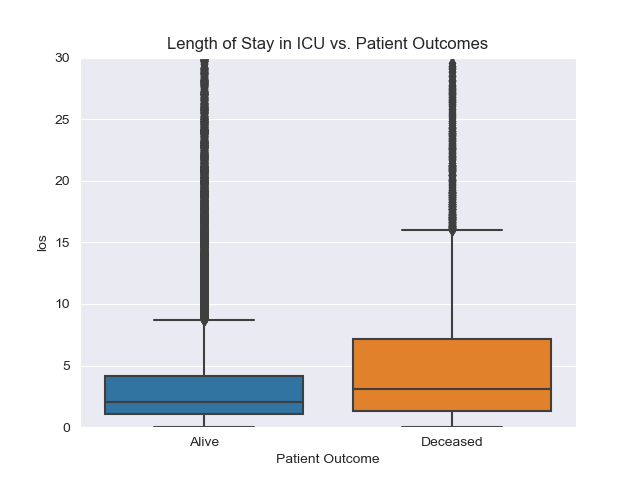 Length of Stay in ICU vs. Patient Outcomes
30
25
20
15
10
5
0
los
Alive Deceased
Patient Outcome